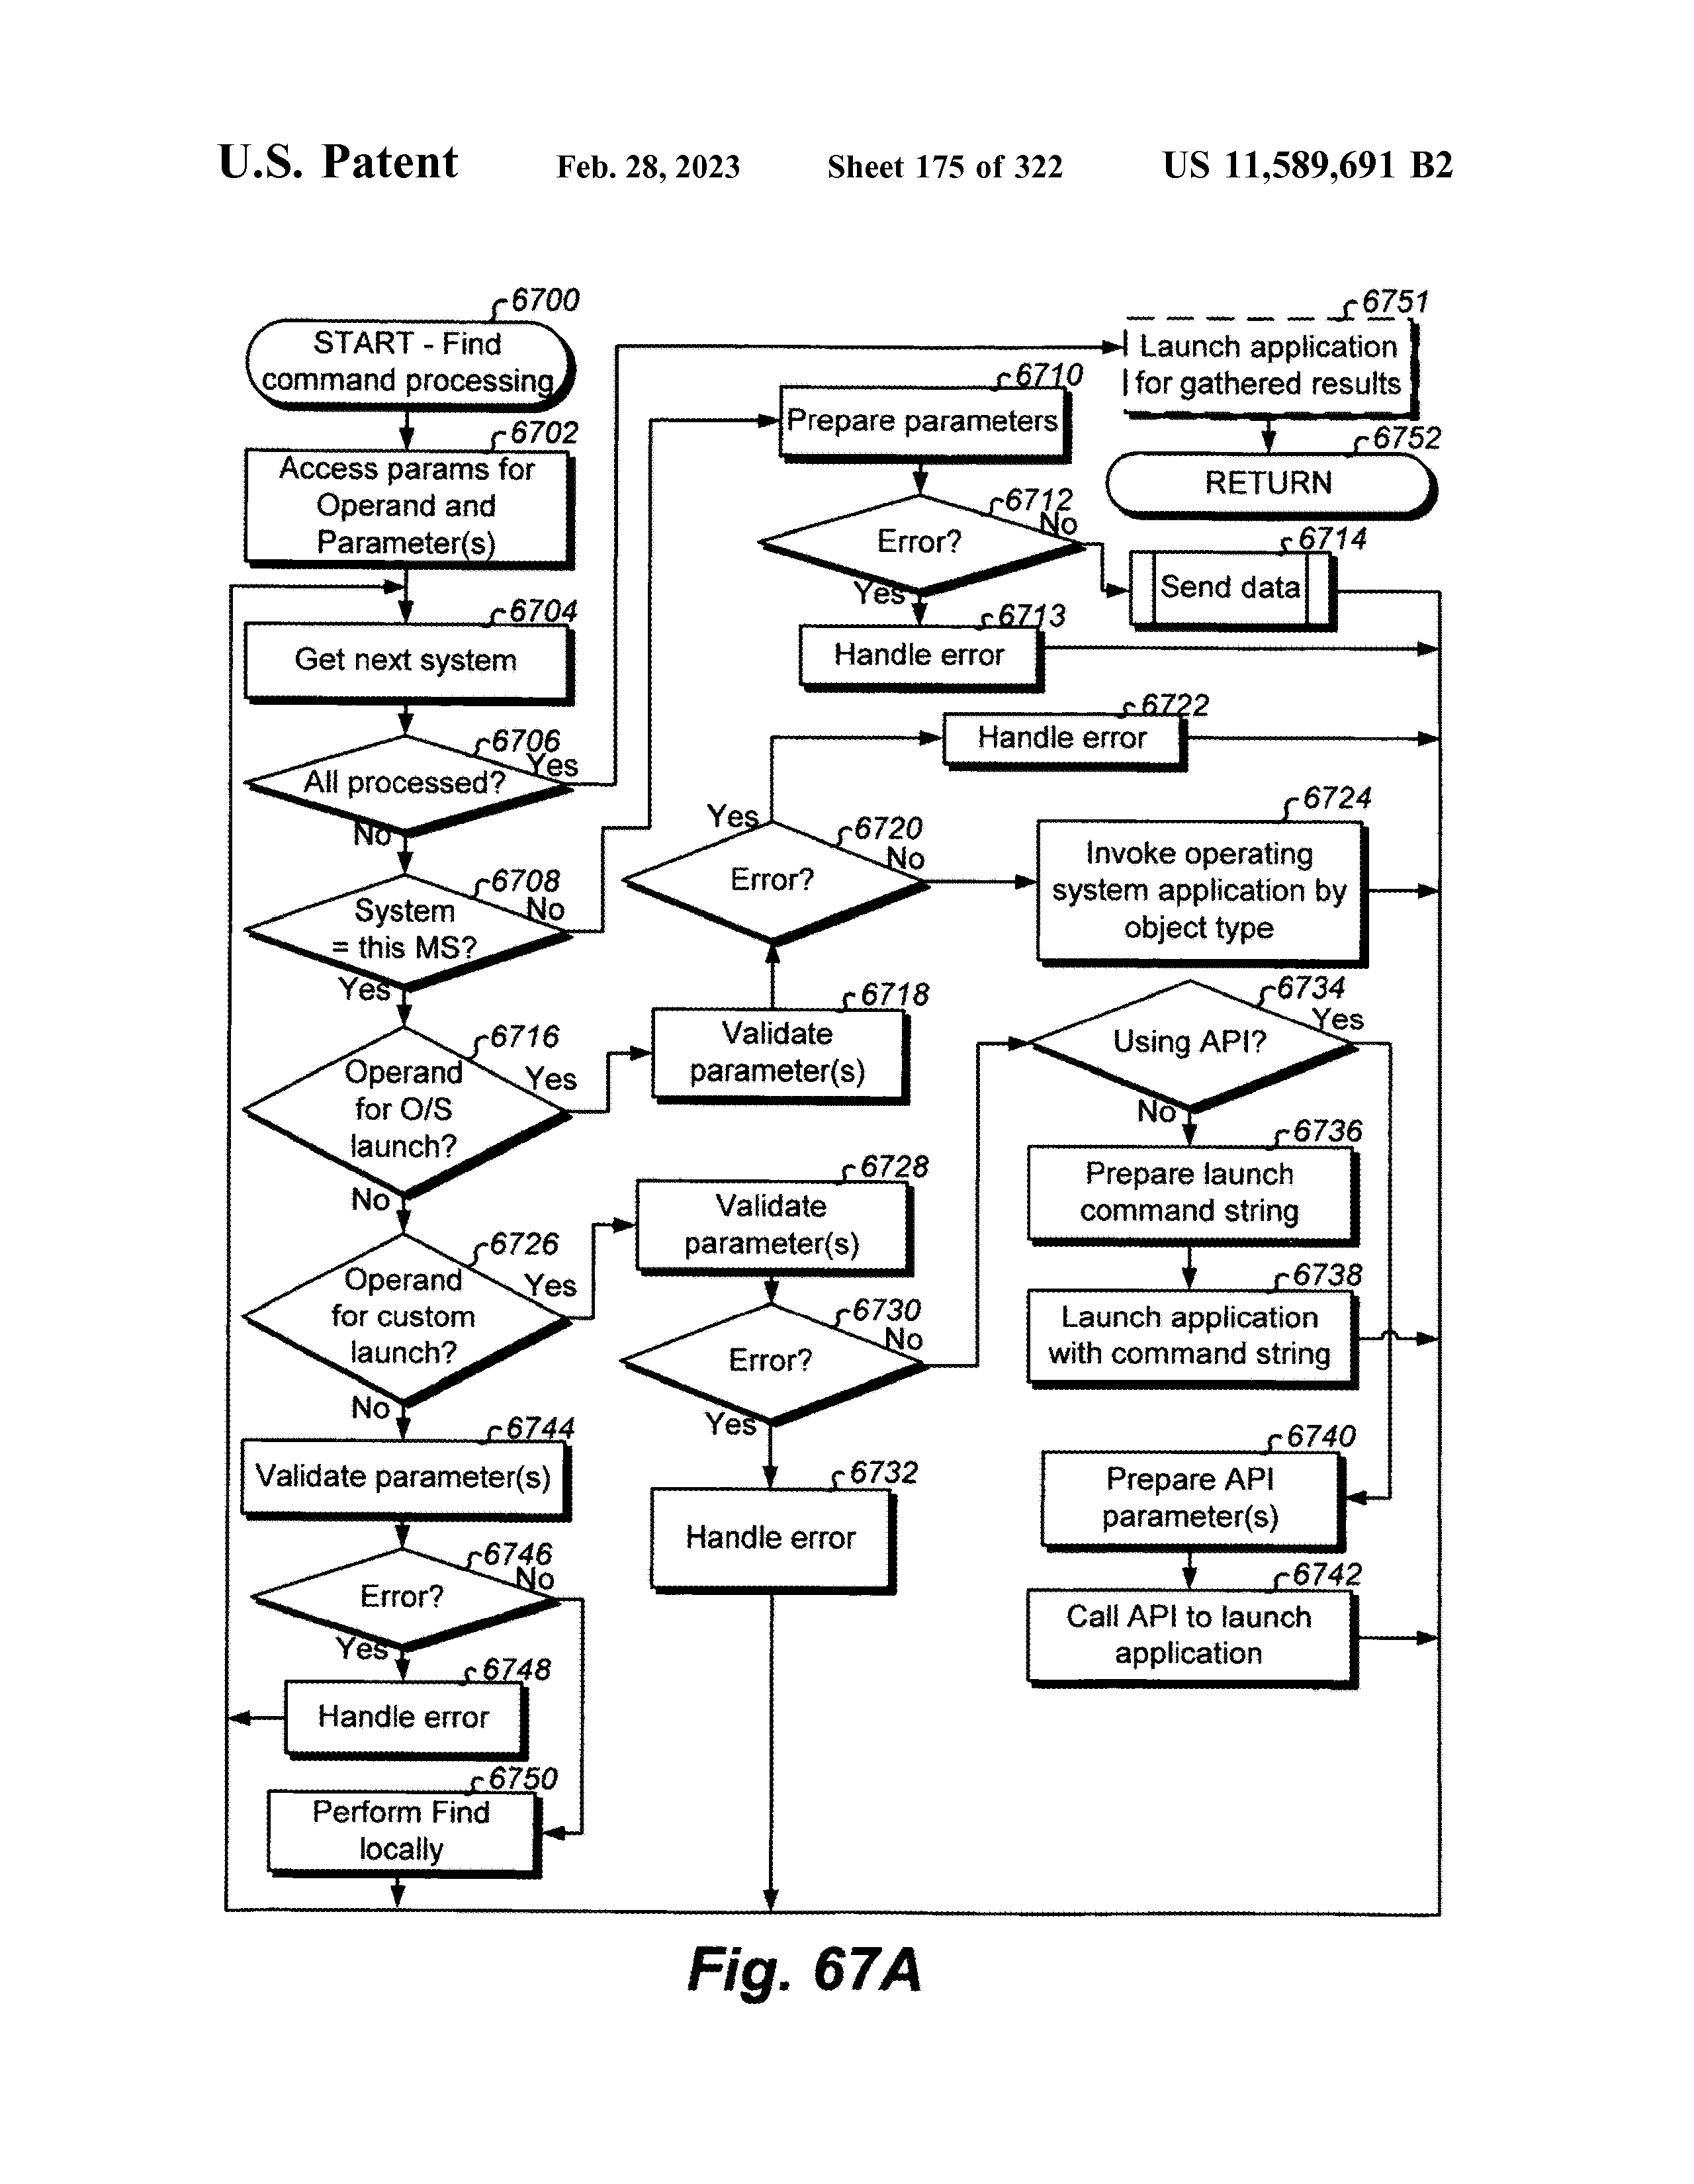 U.S. Patent Feb. 28, 2023 Sheet 175 of 322 US 11,589,691 B2
6700
START - Find
command processing
6702
Access params for
Operand and
Parameter(s)
6704
Get next system
6706
All processed?
Yes
No
6708
System
= this MS?
No
Yes
6716
Operand
for O/S
launch?
Yes
No
6726
Operand
for custom
launch?
Yes
No
6744
Validate parameter(s)
6746
Error?
No
Yes
6748
Handle error
6750
Perform Find
locally
6710
Prepare parameters
6712
Error?
No
Yes
6713
Handle error
6714
Send data
6751
Launch application
for gathered results
6752
RETURN
6722
Handle error
6720
Yes
Error?
No
6718
Validate
parameter(s)
6724
Invoke operating
system application by
object type
6728
Validate
parameter(s)
6730
Error?
No
Yes
6732
Handle error
6734
Using API?
Yes
No
6736
Prepare launch
command string
6738
Launch application
with command string
6740
Prepare API
parameter(s)
6742
Call API to launch
application
Fig. 67A